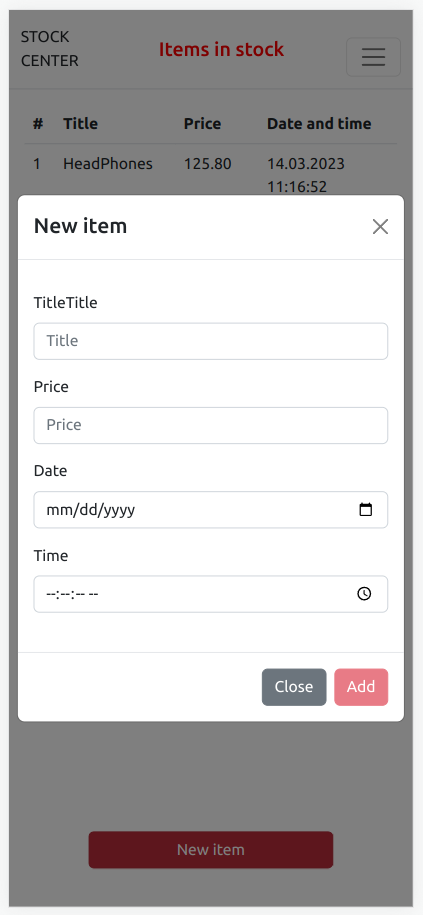 STOCK
CENTER
Items in stock
# Title Price Date and time
1 HeadPhones 125.80 14.03.2023
11:16:52
New item
TitleTitle
Title
Price
Price
Date
mm/dd/yyyy
Time
--:--:-- --
Close Add
New item